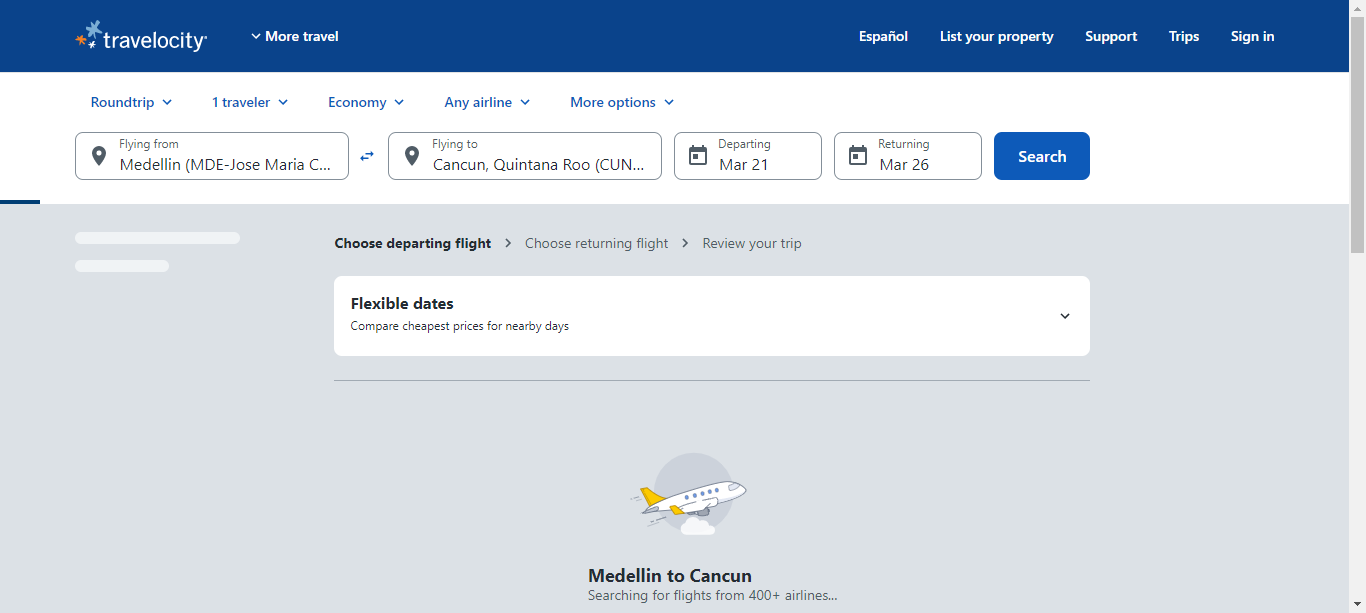 travelocity
More travel
Español
List your property
Support
Trips
Sign in
Roundtrip
1 traveler
Economy
Any airline
More options
Flying from
Medellin (MDE-Jose Maria C...
Flying to
Cancun, Quintana Roo (CUN...
Departing
Mar 21
Returning
Mar 26
Search
Choose departing flight
Choose returning flight
Review your trip
Flexible dates
Compare cheapest prices for nearby days
Medellin to Cancun
Searching for flights from 400+ airlines...